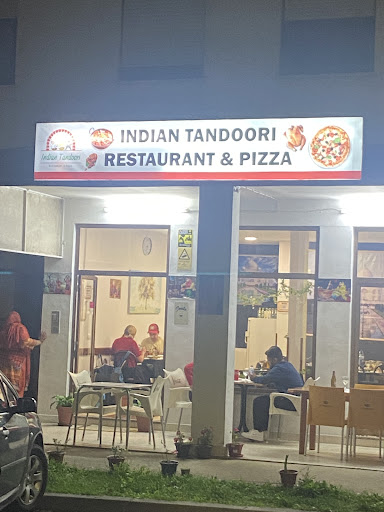 INDIAN TANDOORI
RESTAURANT & PIZZA
Indian Tandoori